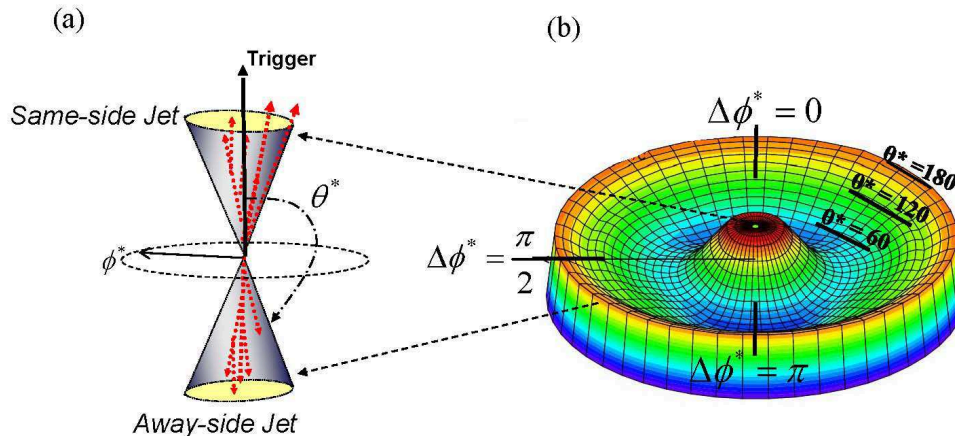 (a)
Trigger
Same-side Jet
θ*
ϕ*
Away-side Jet
(b)
Δϕ* = 0
θ* =180
θ* = 120
θ* = 60
Δϕ* = π/2
Δϕ* = π